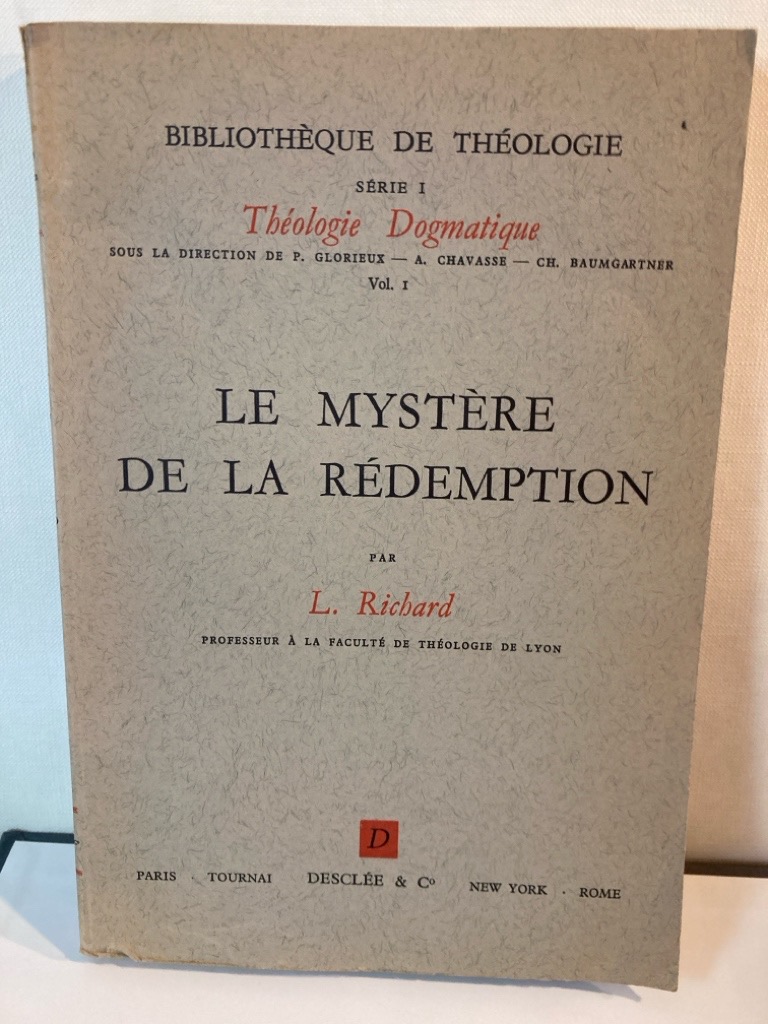 BIBLIOTHÈQUE DE THÉOLOGIE
SÉRIE I
Théologie Dogmatique
SOUS LA DIRECTION DE P. GLORIEUX — A. CHAVASSE — CH. BAUMGARTNER
Vol. I
LE MYSTÈRE
DE LA RÉDEMPTION
PAR
L. Richard
PROFESSEUR À LA FACULTÉ DE THÉOLOGIE DE LYON
D
PARIS · TOURNAI DESCLÉE & Cº NEW YORK · ROME